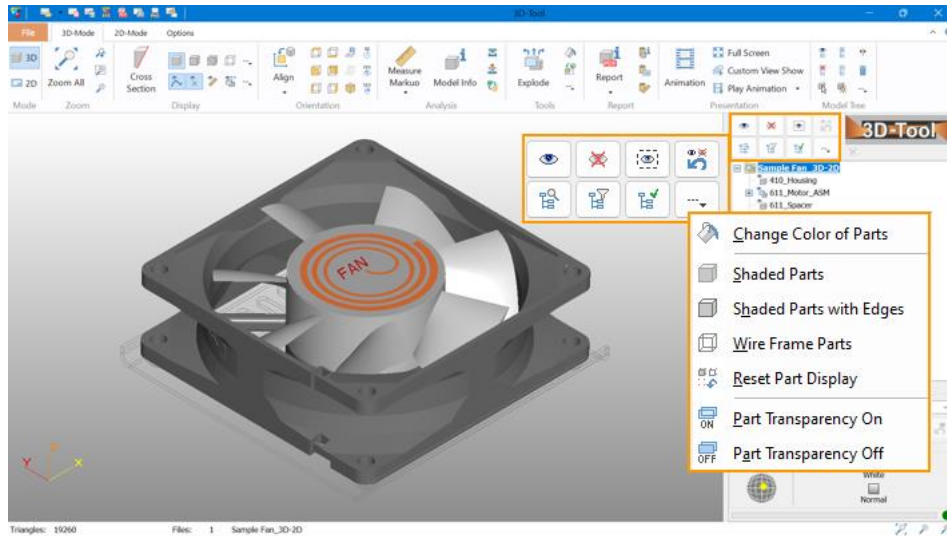 3D-Tool
File 3D-Mode 2D-Mode Options
3D
2D
Zoom All
Cross
Section
Align
Measure
Markuo
Model Info
Explode
Report
Animation
Full Screen
Custom View Show
Play Animation
Mode Zoom Display Orientation Analysis Tools Report Presentation Model Tree
3D-Tool
Sample Fan_3D-2D
410_Housing
611_Motor_ASM
611_Spacer
Change Color of Parts
Shaded Parts
Shaded Parts with Edges
Wire Frame Parts
Reset Part Display
ON Part Transparency On
OFF Part Transparency Off
FAN
Y
Z
X
White
Normal
Triangles: 19260 Files: 1 Sample Fan_3D-2D